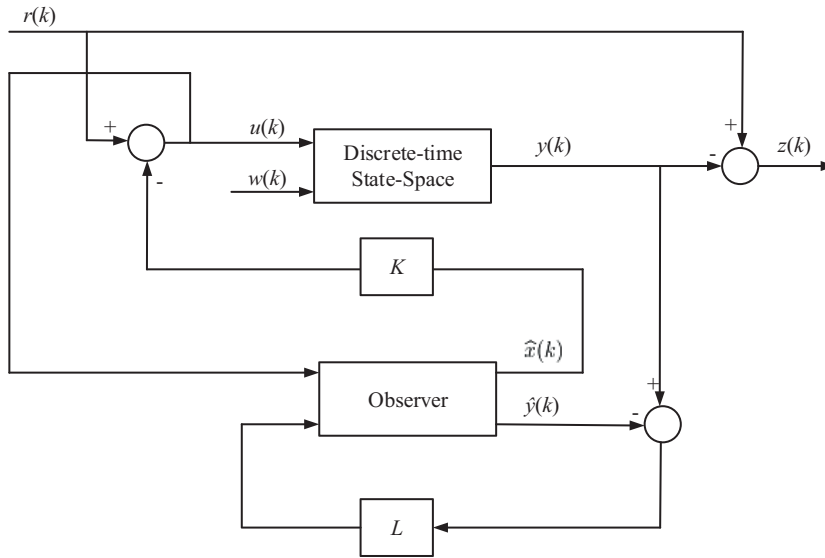 r(k)
+
u(k)
Discrete-time
State-Space
y(k)
+
-
z(k)
-
w(k)
K
x̂(k)
Observer
ŷ(k)
+
-
L